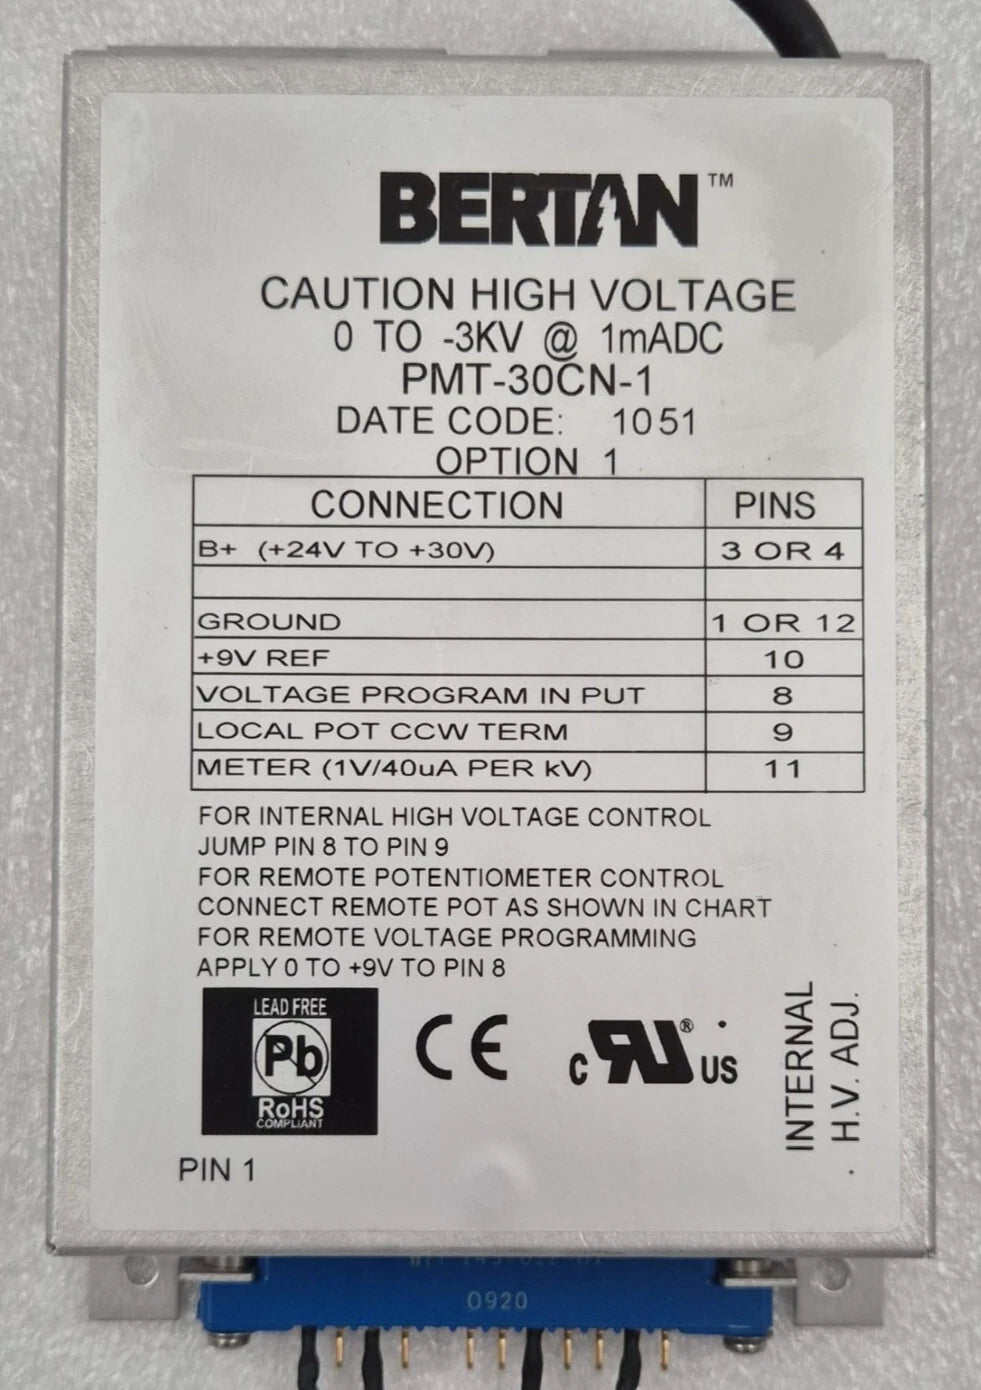 BERTAN™
CAUTION HIGH VOLTAGE
0 TO -3KV @ 1mADC
PMT-30CN-1
DATE CODE: 1051
OPTION 1
CONNECTION PINS
B+ (+24V TO +30V) 3 OR 4
GROUND 1 OR 12
+9V REF 10
VOLTAGE PROGRAM IN PUT 8
LOCAL POT CCW TERM 9
METER (1V/40uA PER kV) 11
FOR INTERNAL HIGH VOLTAGE CONTROL
JUMP PIN 8 TO PIN 9
FOR REMOTE POTENTIOMETER CONTROL
CONNECT REMOTE POT AS SHOWN IN CHART
FOR REMOTE VOLTAGE PROGRAMMING
APPLY 0 TO +9V TO PIN 8
LEAD FREE
Pb
RoHS
COMPLIANT
CE
c RU® US
INTERNAL
H.V. ADJ.
PIN 1
0920